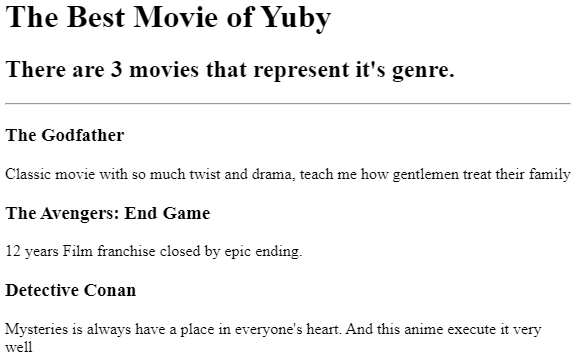 The Best Movie of Yuby
There are 3 movies that represent it's genre.
The Godfather
Classic movie with so much twist and drama, teach me how gentlemen treat their family
The Avengers: End Game
12 years Film franchise closed by epic ending.
Detective Conan
Mysteries is always have a place in everyone's heart. And this anime execute it very
well